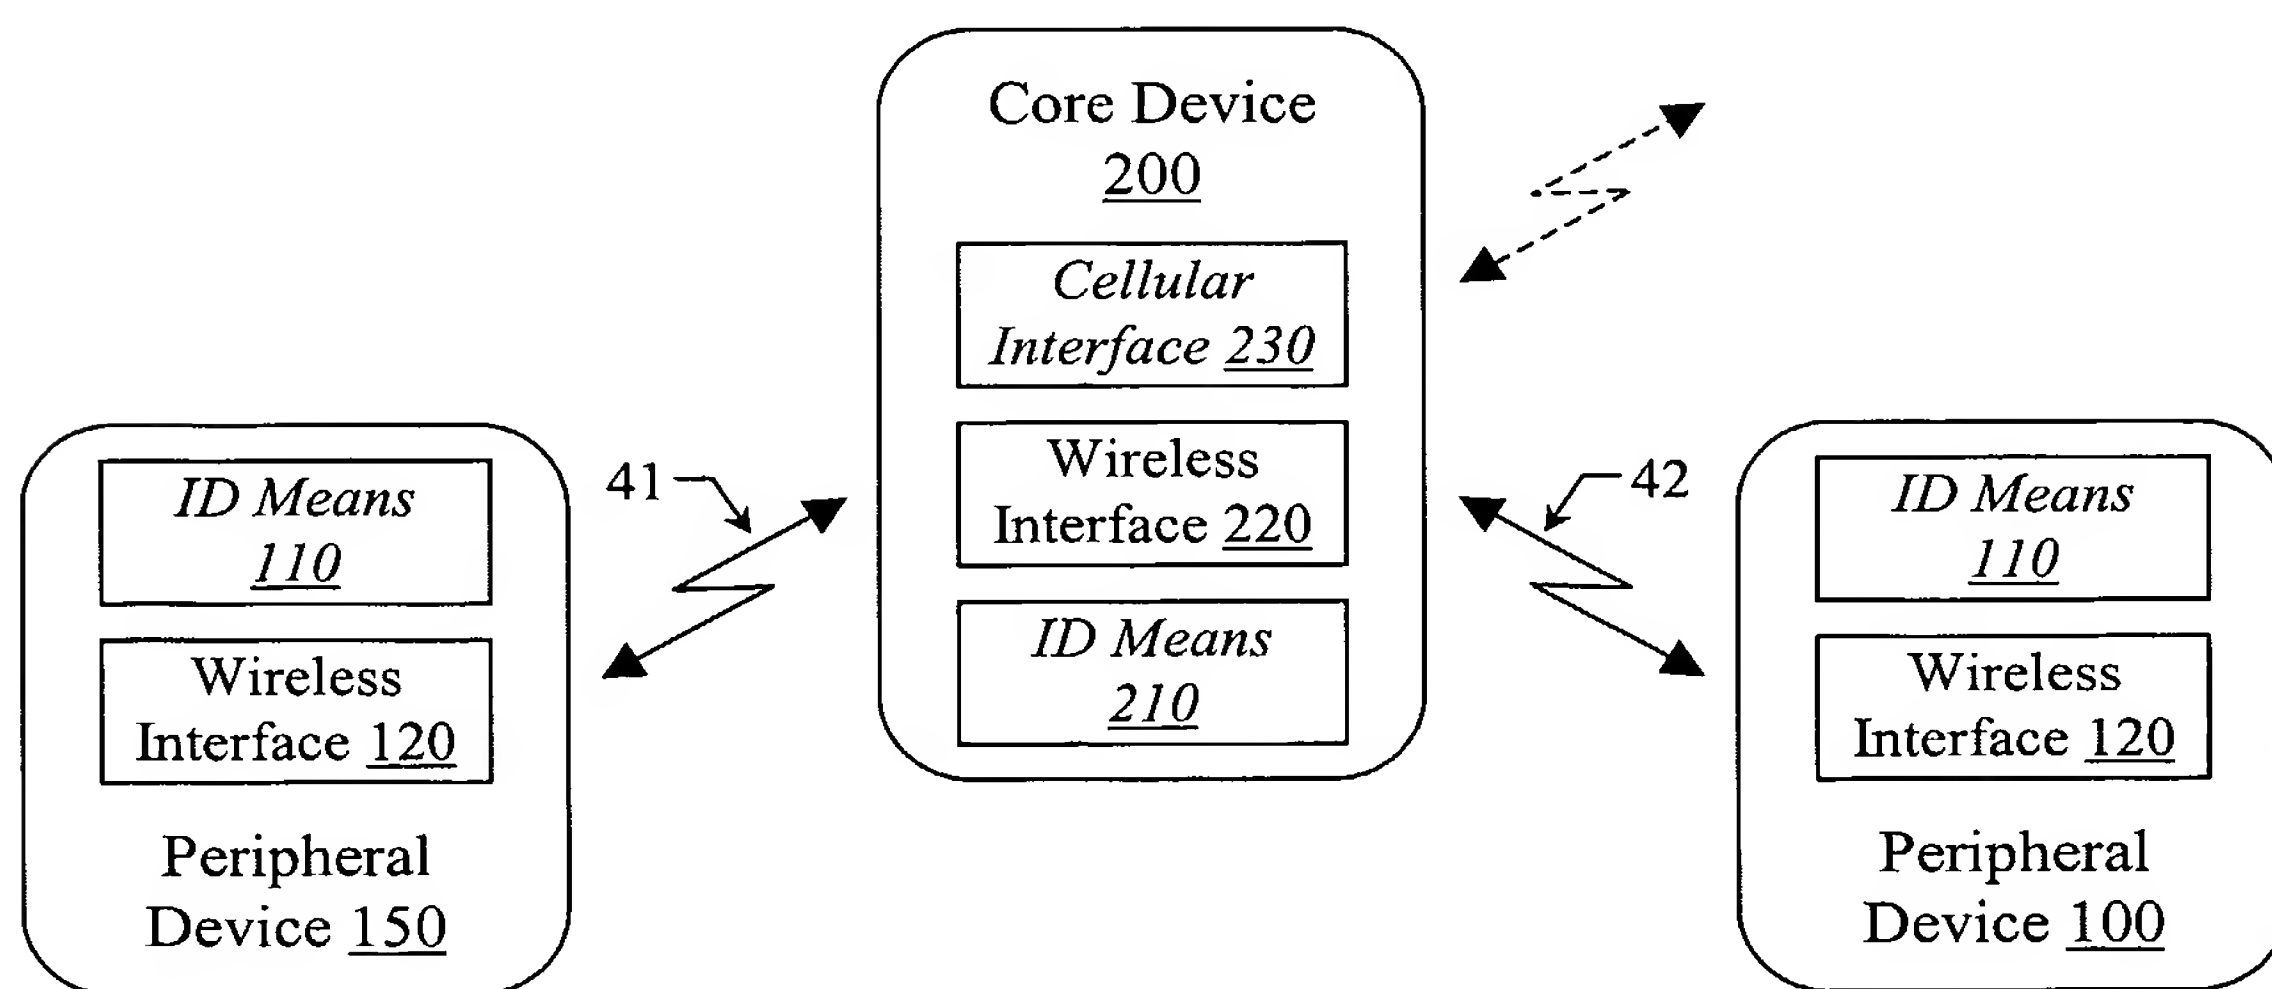 Core Device
200
Cellular
Interface 230
Wireless
Interface 220
ID Means
210
41
42
ID Means
110
Wireless
Interface 120
Peripheral
Device 150
ID Means
110
Wireless
Interface 120
Peripheral
Device 100